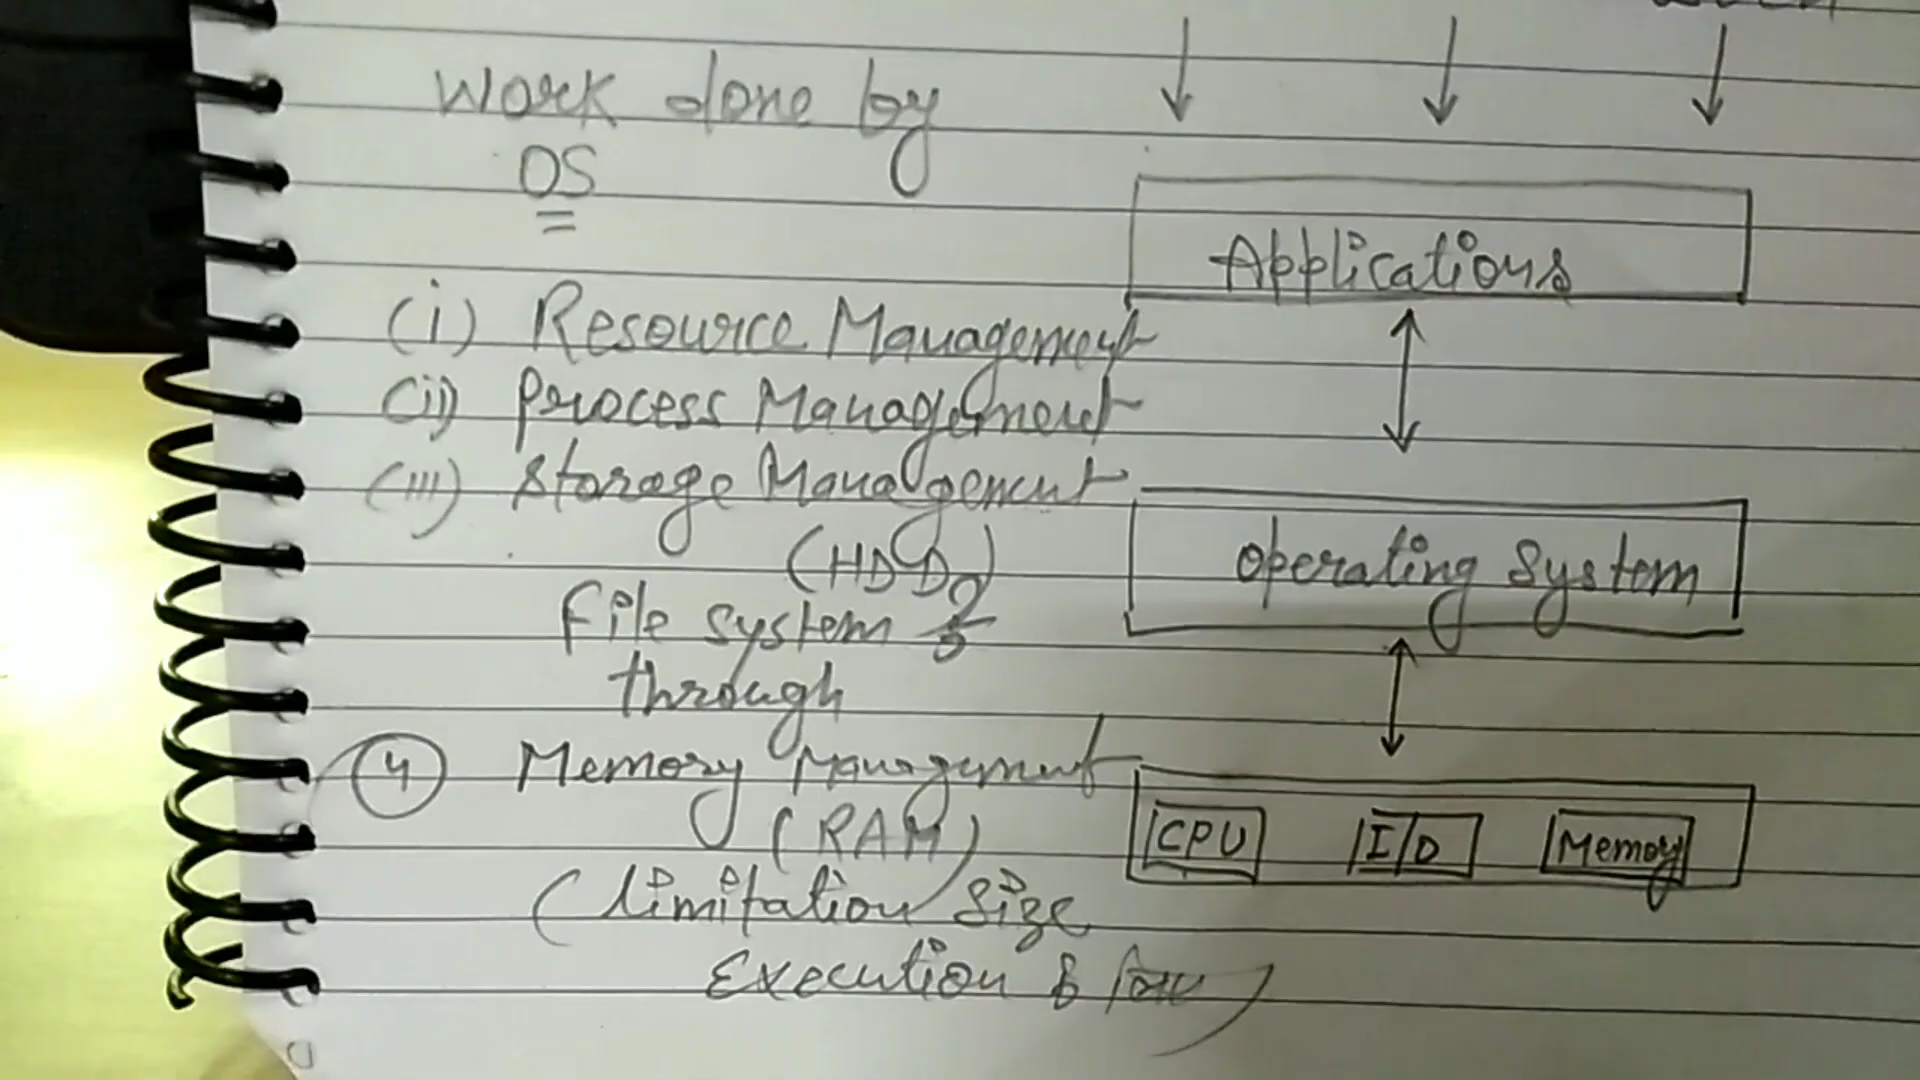 Work done by
OS
(i) Resource Management
(ii) Process Management
(iii) Storage Management
(HDD)
File system
through
4 Memory Management
(RAM)
(limitation size
Execution &
Applications
Operating System
CPU I/O Memoy